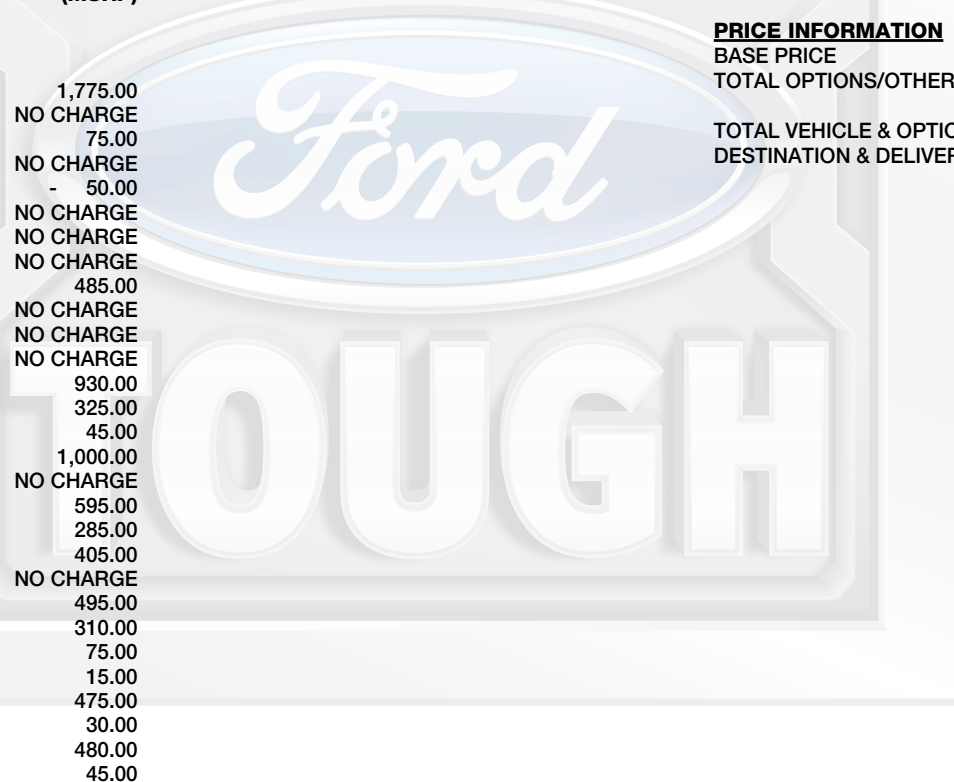 1,775.00
NO CHARGE
75.00
NO CHARGE
- 50.00
NO CHARGE
NO CHARGE
NO CHARGE
485.00
NO CHARGE
NO CHARGE
NO CHARGE
930.00
325.00
45.00
1,000.00
NO CHARGE
595.00
285.00
405.00
NO CHARGE
495.00
310.00
75.00
15.00
475.00
30.00
480.00
45.00
PRICE INFORMATION
BASE PRICE
TOTAL OPTIONS/OTHER
TOTAL VEHICLE & OPTIO
DESTINATION & DELIVER
Ford
TOUGH